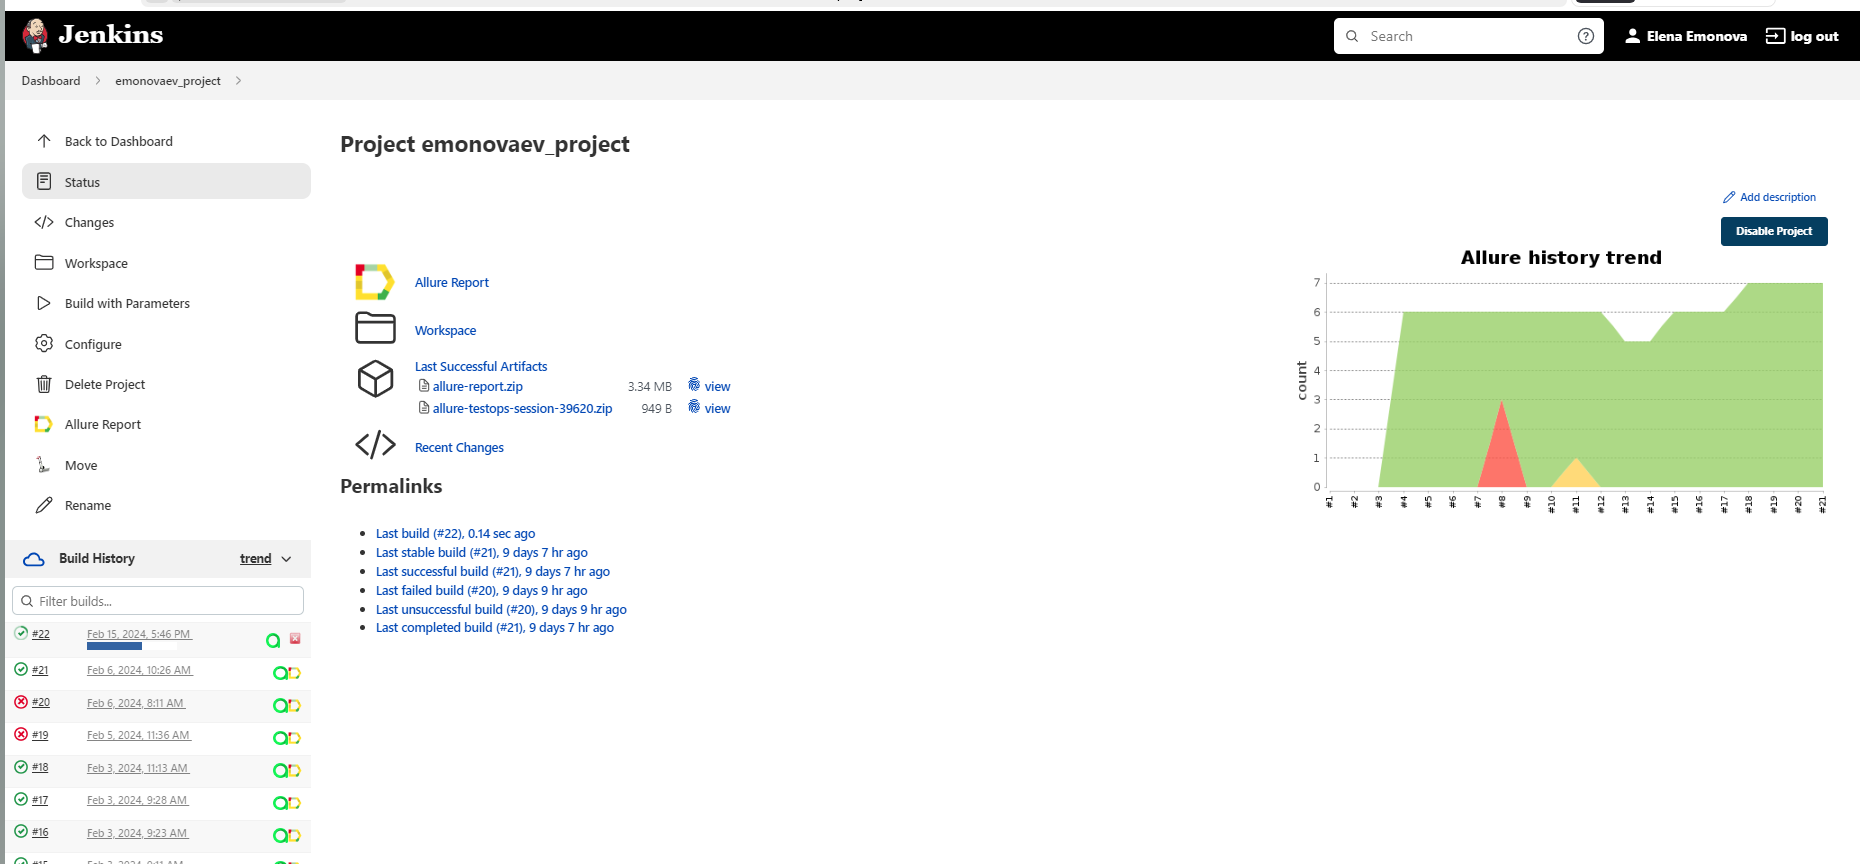 Jenkins
Search
Elena Emonova
log out
Dashboard
emonovaev_project
Back to Dashboard
Status
Changes
Workspace
Build with Parameters
Configure
Delete Project
Allure Report
Move
Rename
Build History
trend
Filter builds...
#22 Feb 15, 2024, 5:46 PM
#21 Feb 6, 2024, 10:26 AM
#20 Feb 6, 2024, 8:11 AM
#19 Feb 5, 2024, 11:36 AM
#18 Feb 3, 2024, 11:13 AM
#17 Feb 3, 2024, 9:28 AM
#16 Feb 3, 2024, 9:23 AM
#15 Feb 3, 2024, 9:11 AM
Project emonovaev_project
Add description
Disable Project
Allure Report
Workspace
Last Successful Artifacts
allure-report.zip 3.34 MB view
allure-testops-session-39620.zip 949 B view
Recent Changes
Permalinks
Last build (#22), 0.14 sec ago
Last stable build (#21), 9 days 7 hr ago
Last successful build (#21), 9 days 7 hr ago
Last failed build (#20), 9 days 9 hr ago
Last unsuccessful build (#20), 9 days 9 hr ago
Last completed build (#21), 9 days 7 hr ago
Allure history trend
count
7
6
5
4
3
2
1
0
#1 #2 #3 #4 #5 #6 #7 #8 #9 #10 #11 #12 #13 #14 #15 #16 #17 #18 #19 #20 #21